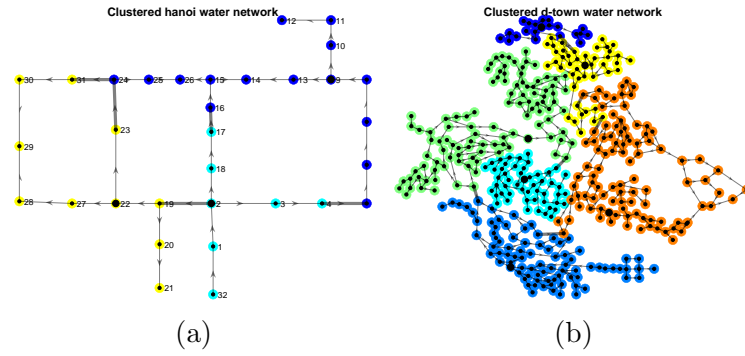 Clustered hanoi water network
Clustered d-town water network
12 11
10
30 31 24 25 26 15 14 13 9
16
23 17
29
18
28 27 22 19 2 3 4
20 1
21 32
(a) (b)